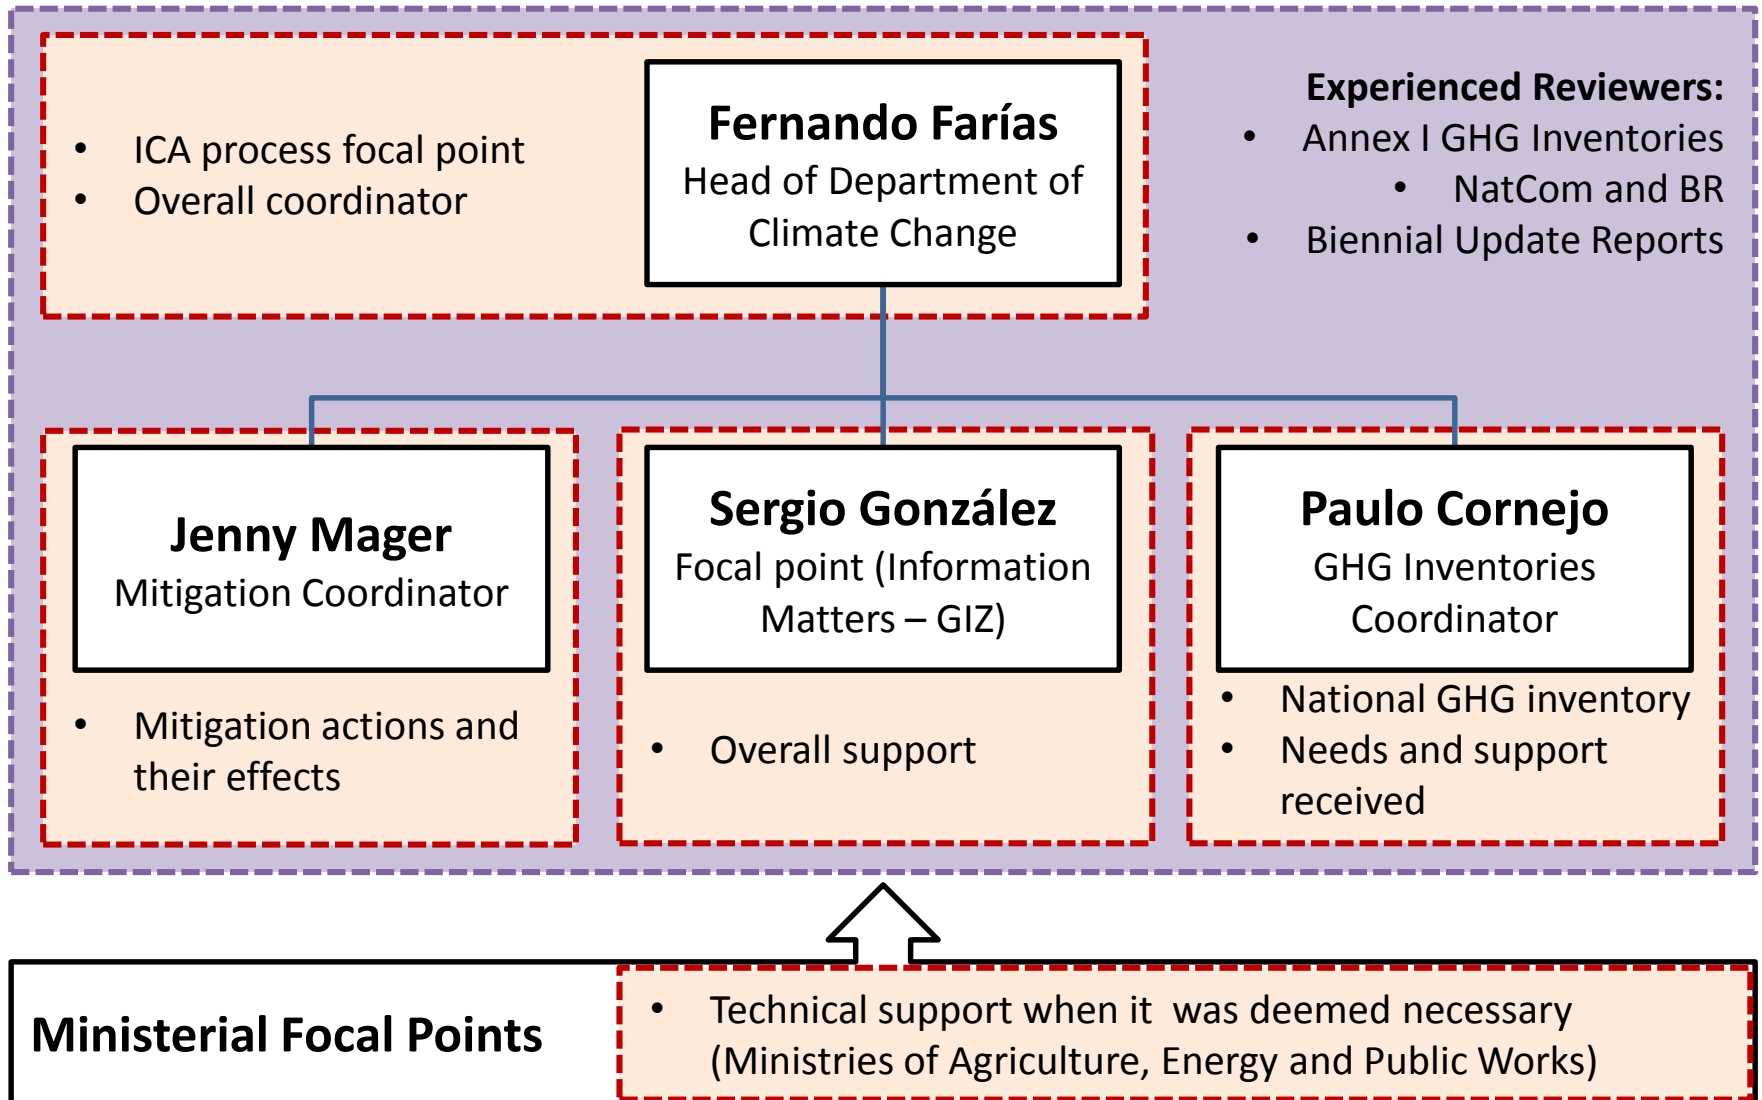 • ICA process focal point
• Overall coordinator
Fernando Farías
Head of Department of
Climate Change
Experienced Reviewers:
• Annex I GHG Inventories
• NatCom and BR
• Biennial Update Reports
Jenny Mager
Mitigation Coordinator
• Mitigation actions and
their effects
Sergio González
Focal point (Information
Matters – GIZ)
• Overall support
Paulo Cornejo
GHG Inventories
Coordinator
• National GHG inventory
• Needs and support
received
Ministerial Focal Points
• Technical support when it was deemed necessary
(Ministries of Agriculture, Energy and Public Works)